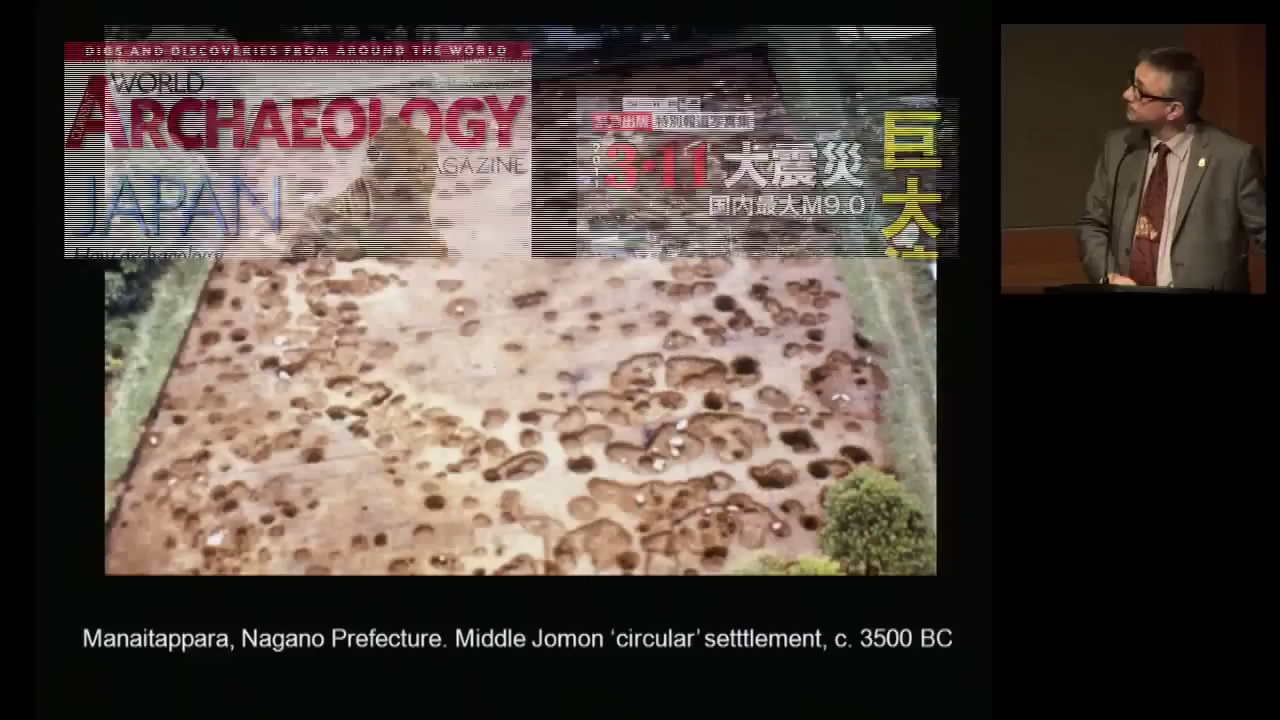 DIGS AND DISCOVERIES FROM AROUND THE WORLD
WORLD
ARCHAEOLOGY
MAGAZINE
JAPAN
特別報道写真集
3・11 大震災
国内最大M9.0
巨大
Manaitappara, Nagano Prefecture. Middle Jomon ‘circular’ setttlement, c. 3500 BC